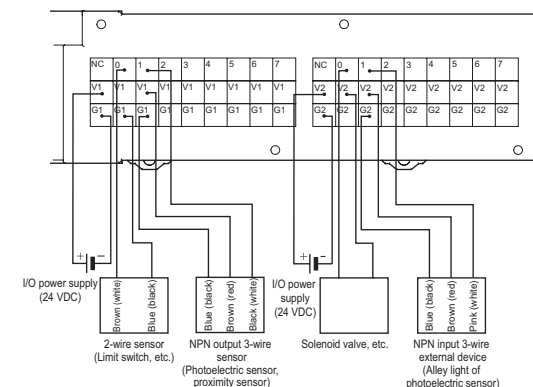 NC 0 1 2 3 4 5 6 7
V1 V1 V1 V1 V1 V1 V1 V1 V1
G1 G1 G1 G1 G1 G1 G1 G1 G1
NC 0 1 2 3 4 5 6 7
V2 V2 V2 V2 V2 V2 V2 V2 V2
G2 G2 G2 G2 G2 G2 G2 G2 G2
+ −
I/O power supply
(24 VDC)
Brown (white)
Blue (black)
2-wire sensor
(Limit switch, etc.)
Blue (black)
Brown (red)
Black (white)
NPN output 3-wire
sensor
(Photoelectric sensor,
proximity sensor)
+ −
I/O power
supply
(24 VDC)
Solenoid valve, etc.
Blue (black)
Brown (red)
Pink (white)
NPN input 3-wire
external device
(Alley light of
photoelectric sensor)